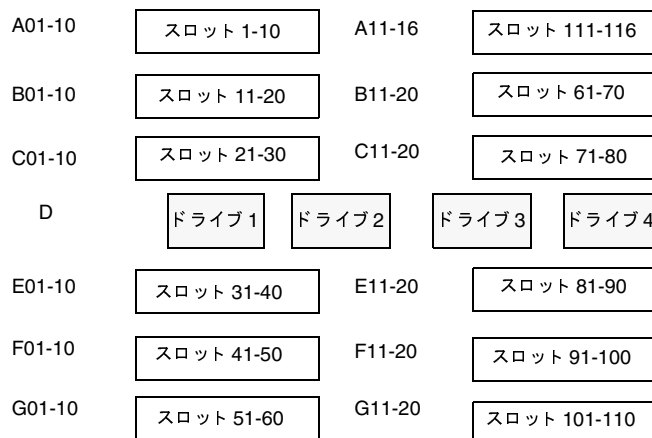 A01-10 スロット 1-10 A11-16 スロット 111-116
B01-10 スロット 11-20 B11-20 スロット 61-70
C01-10 スロット 21-30 C11-20 スロット 71-80
D ドライブ 1 ドライブ 2 ドライブ 3 ドライブ 4
E01-10 スロット 31-40 E11-20 スロット 81-90
F01-10 スロット 41-50 F11-20 スロット 91-100
G01-10 スロット 51-60 G11-20 スロット 101-110